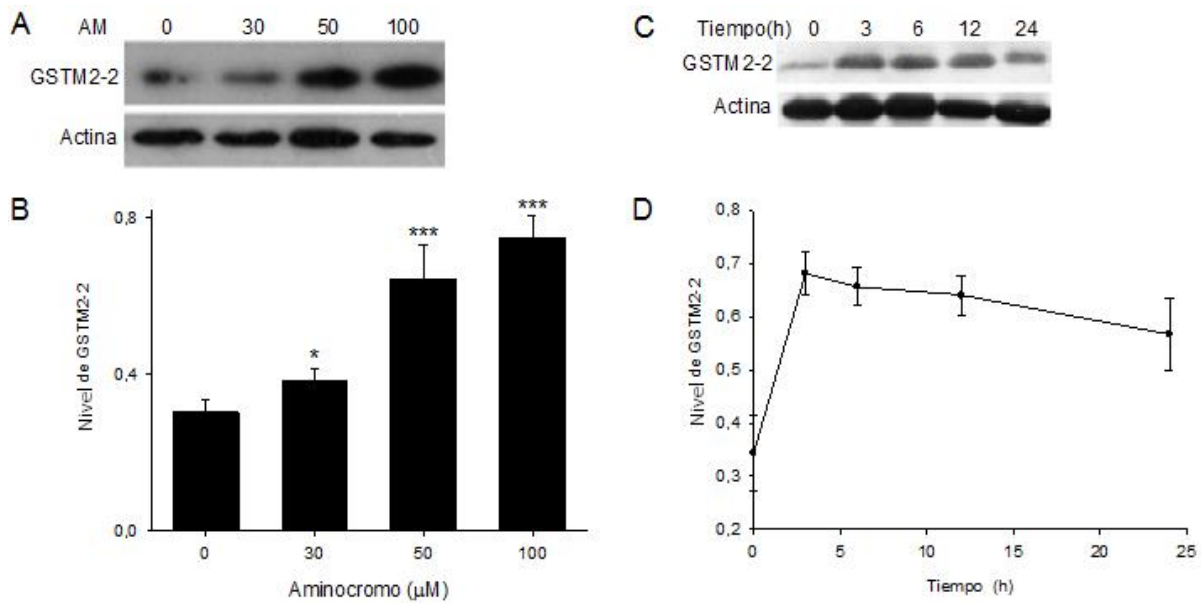 A
AM 0 30 50 100
GSTM2-2
Actina
B
Nivel de GSTM2-2
0,8
0,4
0,0
*
***
***
0 30 50 100
Aminocromo (μM)
C
Tiempo(h) 0 3 6 12 24
GSTM2-2
Actina
D
Nivel de GSTM2-2
0,8
0,7
0,6
0,5
0,4
0,3
0,2
0 5 10 15 20 25
Tiempo (h)